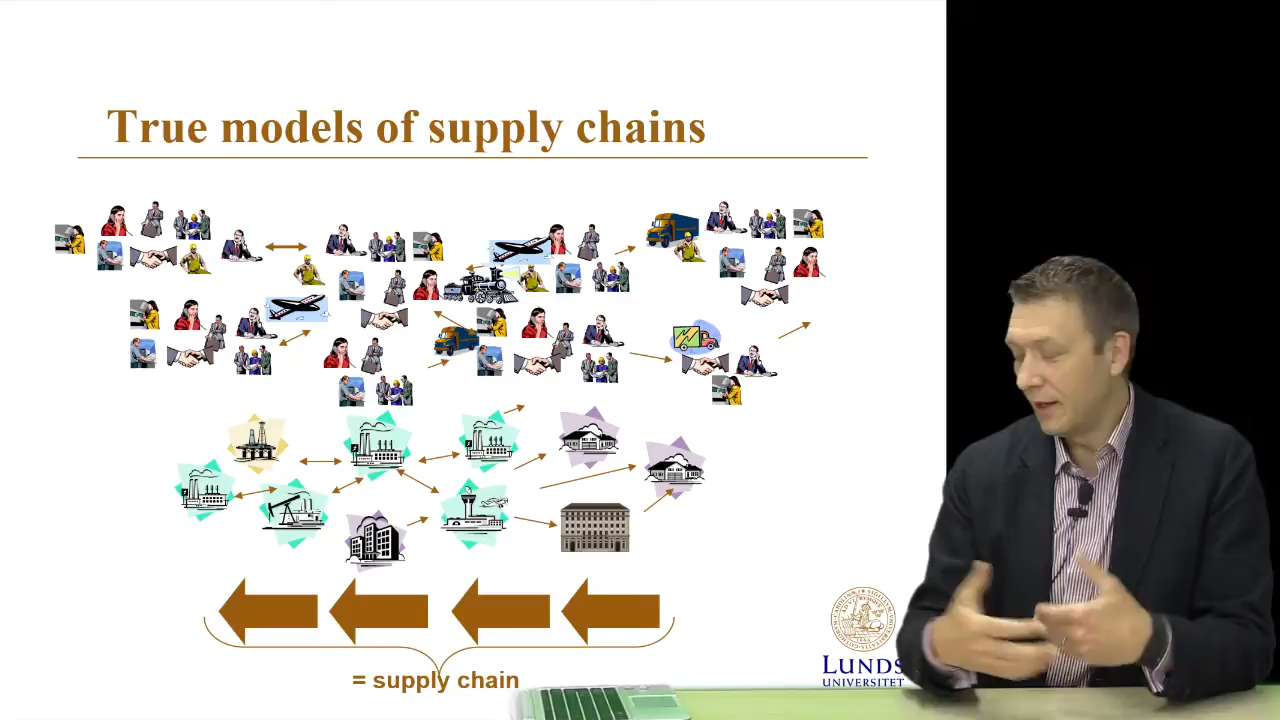 True models of supply chains
= supply chain
LUNDS
UNIVERSITET